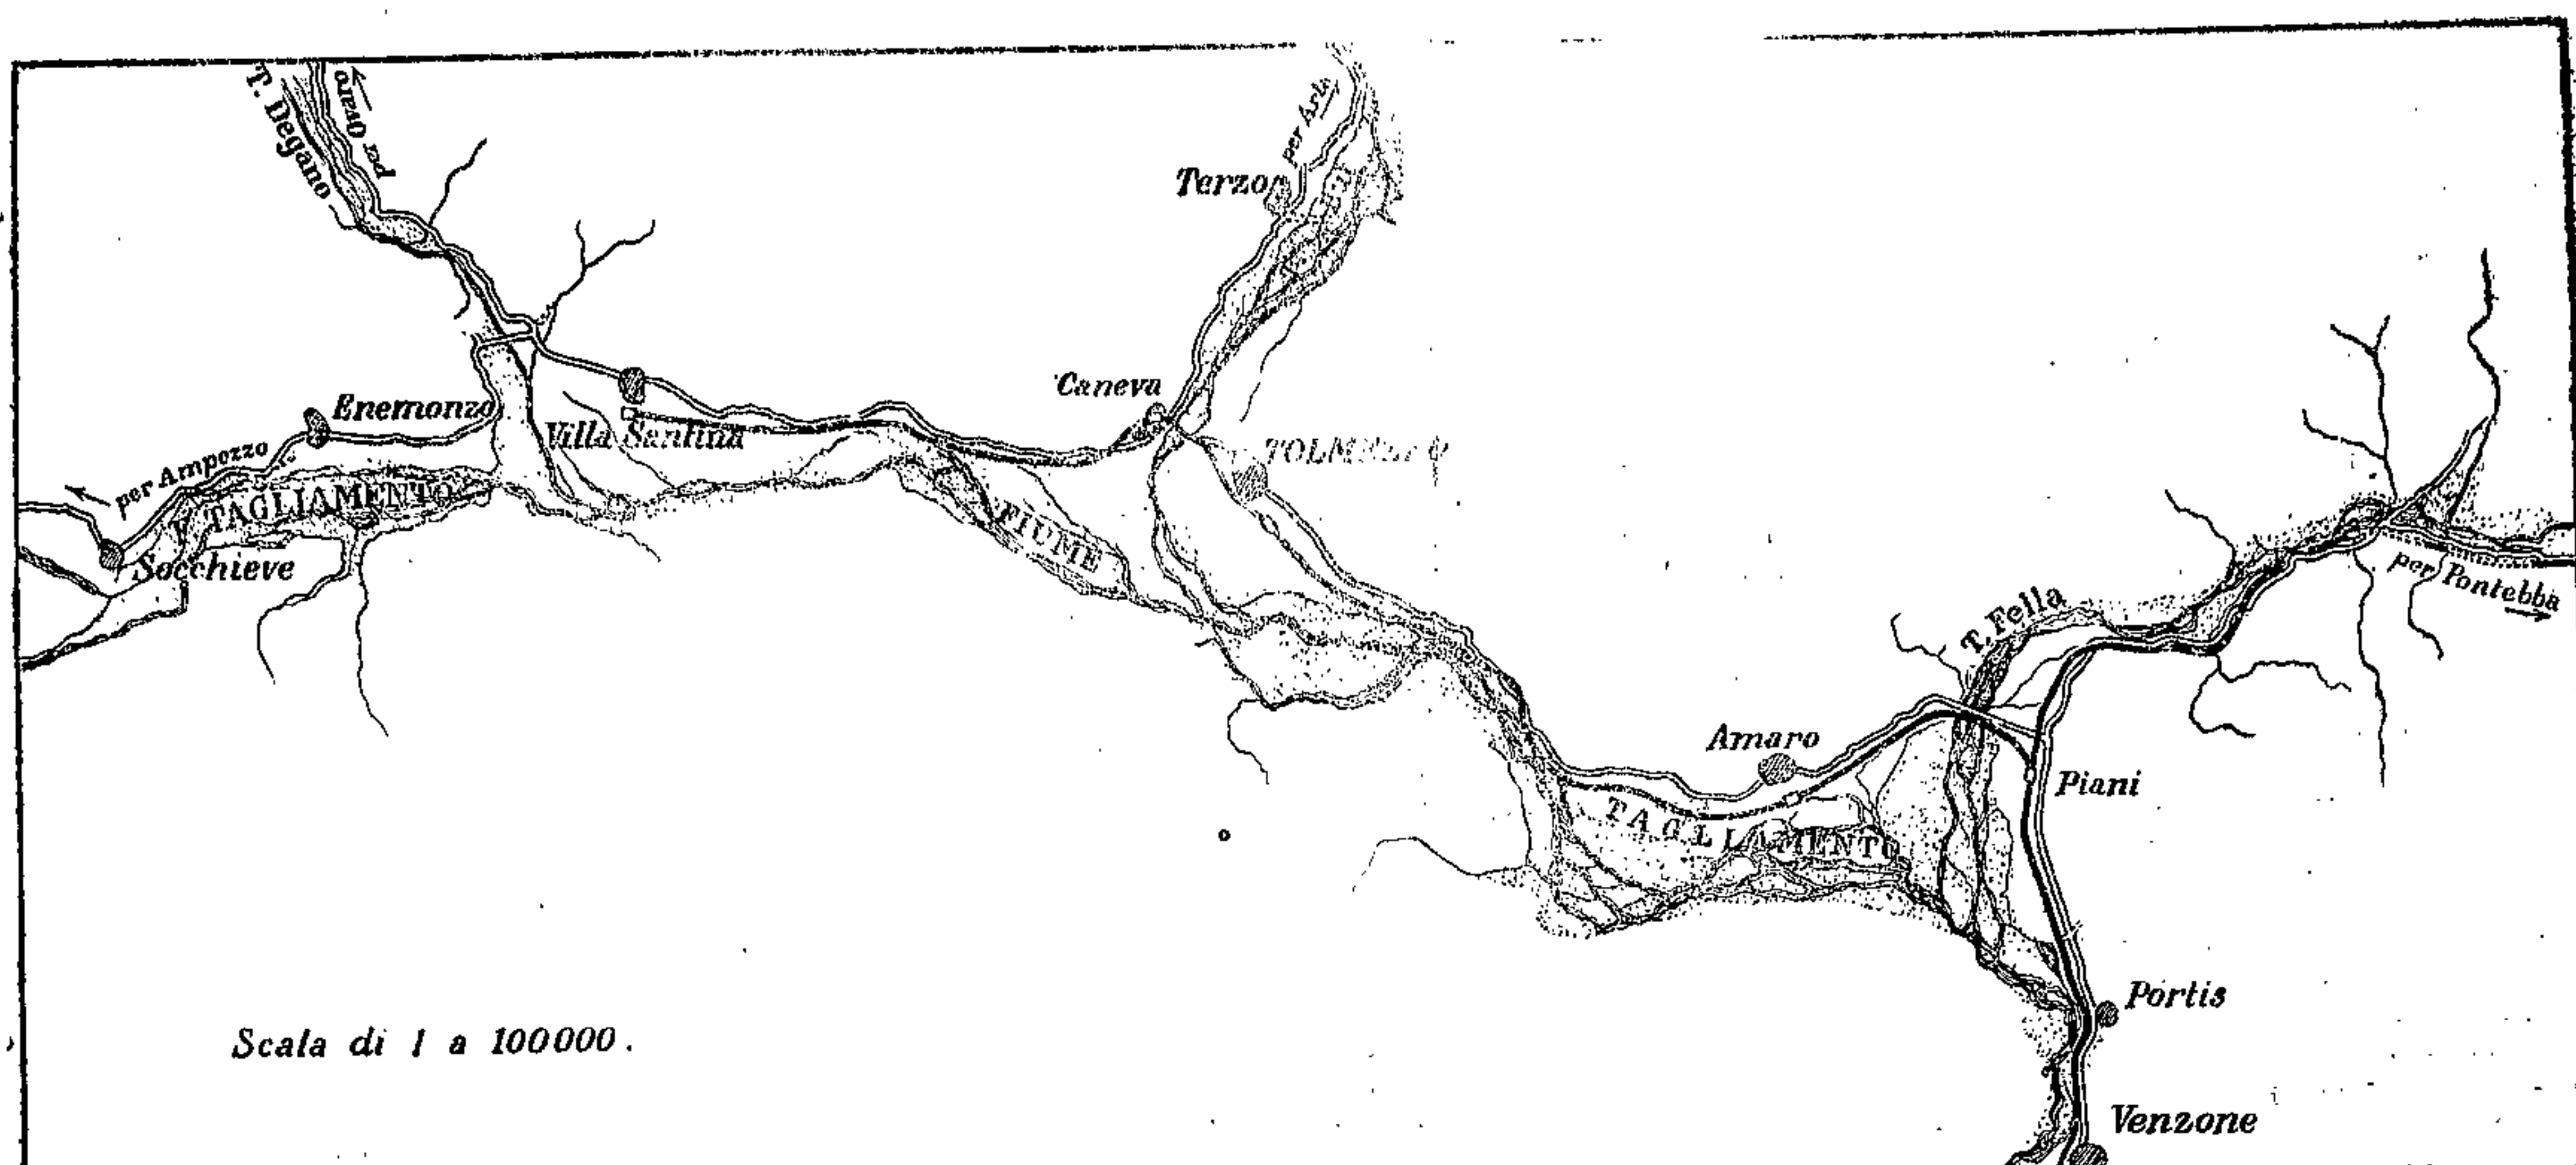 T. Degano
per Ovaro
per Arta
Terzo
Caneva
Enemonzo
Villa Santina
per Ampezzo
F. TAGLIAMENTO
Socchieve
FIUME
T. Fella
per Pontebba
Amaro
Piani
TAGLIAMENTO
Portis
Scala di 1 a 100000.
Venzone